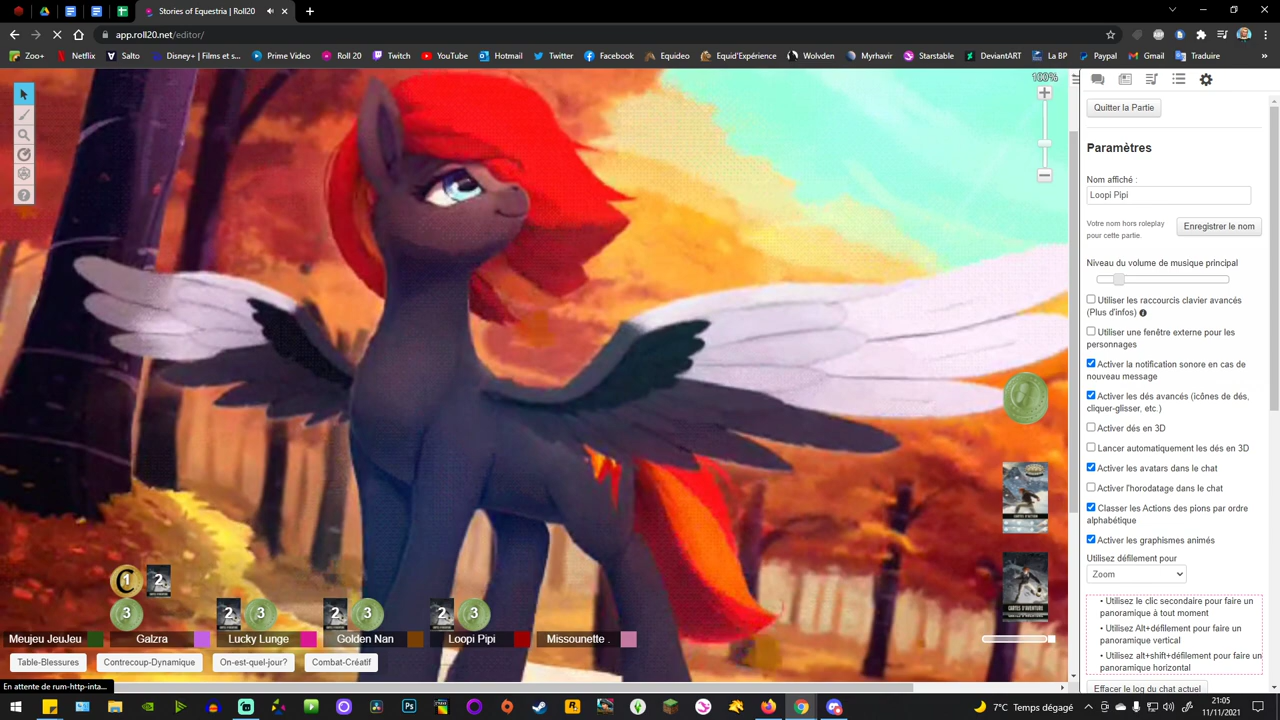 Stories of Equestria | Roll20
app.roll20.net/editor/
Zoo+ Netflix Salto Disney+ | Films et s... Prime Video Roll 20 Twitch YouTube Hotmail Twitter Facebook Equideo Equid'Expérience Wolvden Myrhavir Starstable DeviantART La BP Paypal Gmail Traduire »
100%
Quitter la Partie
Paramètres
Nom affiché :
Loopi Pipi
Votre nom hors roleplay
pour cette partie.
Enregistrer le nom
Niveau du volume de musique principal
Utiliser les raccourcis clavier avancés
(Plus d'infos)
Utiliser une fenêtre externe pour les
personnages
Activer la notification sonore en cas de
nouveau message
Activer les dés avancés (icônes de dés,
cliquer-glisser, etc.)
Activer dés en 3D
Lancer automatiquement les dés en 3D
Activer les avatars dans le chat
Activer l'horodatage dans le chat
Classer les Actions des pions par ordre
alphabétique
Activer les graphismes animés
Utilisez défilement pour
Zoom
• Utilisez le clic secondaire pour faire un
panoramique à tout moment
• Utilisez Alt+défilement pour faire un
panoramique vertical
• Utilisez alt+shift+défilement pour faire un
panoramique horizontal
Effacer le log du chat actuel
CARTES D'AVENTURE
1 2
3 2 3 2 3 2 3
Meujeu JeuJeu Galzra Lucky Lunge Golden Nan Loopi Pipi Missounette .
Table-Blessures Contrecoup-Dynamique On-est-quel-jour? Combat-Créatif
En attente de rum-http-inta...
7°C Temps dégagé
21:05
11/11/2021